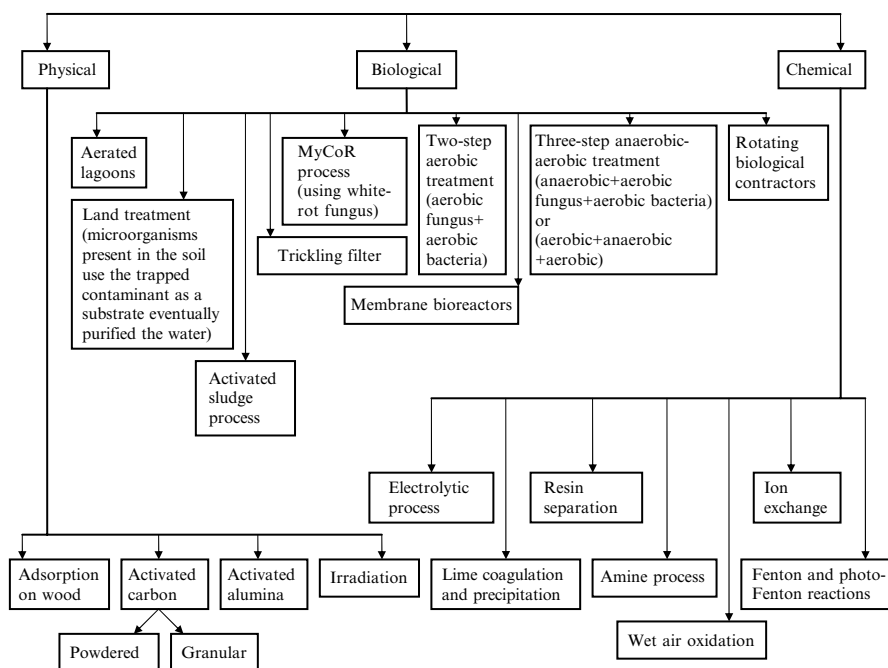 Physical
Biological
Chemical
Aerated
lagoons
Land treatment
(microorganisms
present in the soil
use the trapped
contaminant as a
substrate eventually
purified the water)
Activated
sludge
process
Trickling filter
MyCoR
process
(using white-
rot fungus)
Two-step
aerobic
treatment
(aerobic
fungus+
aerobic
bacteria)
Membrane bioreactors
Three-step anaerobic-
aerobic treatment
(anaerobic+aerobic
fungus+aerobic bacteria)
or
(aerobic+anaerobic
+aerobic)
Rotating
biological
contractors
Electrolytic
process
Resin
separation
Ion
exchange
Adsorption
on wood
Activated
carbon
Activated
alumina
Irradiation
Lime coagulation
and precipitation
Amine process
Fenton and photo-
Fenton reactions
Wet air oxidation
Powdered
Granular